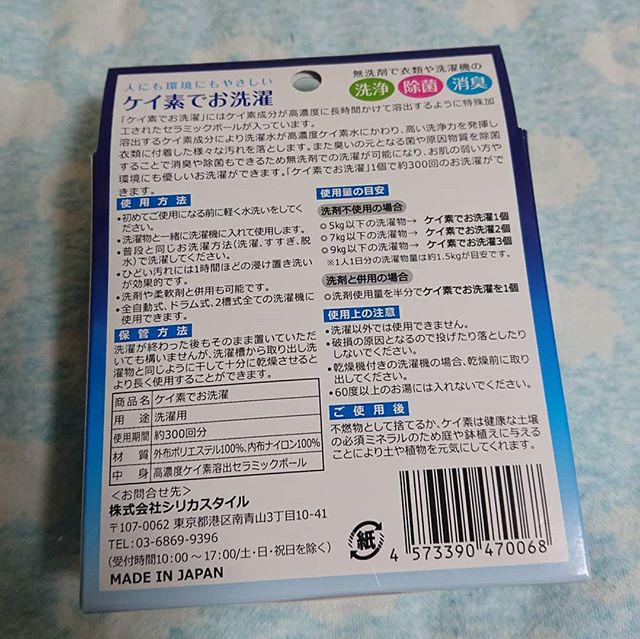 人にも環境にもやさしい
ケイ素でお洗濯
無洗剤で衣類や洗濯機の
洗浄 除菌 消臭
「ケイ素でお洗濯」にはケイ素成分が高濃度に長時間かけて溶出するように特殊加
工されたセラミックボールが入っています。
セラミックボールのケイ素成分により洗濯水が高濃度ケイ素水にかわり、高い洗浄力を発揮し
衣類に付着した様々な汚れを落とします。また臭いの元となる菌や原因物質を除菌
することで消臭や除菌もできるため無洗剤での洗濯が可能になり、お肌の弱い方や
環境にも優しいお洗濯ができます。「ケイ素でお洗濯」1個で約300回のお洗濯がで
きます。
使用方法
・初めてご使用になる前に軽く水洗いをしてく
ださい。
・洗濯物と一緒に洗濯機に入れて使用します。
・普段と同じお洗濯方法(洗濯、すすぎ、脱
水)で洗濯してください。
・ひどい汚れには1時間ほどの浸け置き洗い
が効果的です。
・洗剤や柔軟剤と併用も可能です。
・全自動式、ドラム式、2槽式全ての洗濯機に
使用できます。
保管方法
洗濯が終わった後もそのまま置いていただ
いても構いませんが、洗濯槽から取り出し洗
濯物と同じように干して十分に乾燥させると
より長く使用することができます。
商品名 ケイ素でお洗濯
用途 洗濯用
使用期間 約300回分
材質 外布ポリエステル100%、内布ナイロン100%
中身 高濃度ケイ素溶出セラミックボール
<お問合せ先>
株式会社シリカスタイル
〒107-0062 東京都港区南青山3丁目10-41
TEL:03-6869-9396
(受付時間10:00~17:00/土・日・祝日を除く)
MADE IN JAPAN
使用量の目安
洗剤不使用の場合
◎5kg以下の洗濯物→ ケイ素でお洗濯1個
◎7kg以下の洗濯物→ ケイ素でお洗濯2個
◎9kg以下の洗濯物→ ケイ素でお洗濯3個
※1人1日分の洗濯物量は約1.5kgが目安です。
洗剤と併用の場合
◎洗剤使用量を半分でケイ素でお洗濯を1個
使用上の注意
・洗濯以外では使用できません。
・破損の原因となるので投げたり落としたり
しないでください。
・乾燥機付きの洗濯機の場合、乾燥前に取り
出してください。
・60度以上のお湯には入れないでください。
ご使用後
不燃物として捨てるか、ケイ素は健康な土壌
の必須ミネラルのため庭や鉢植えに与える
ことにより土や植物を元気にしてくれます。
紙
4 573390 470068